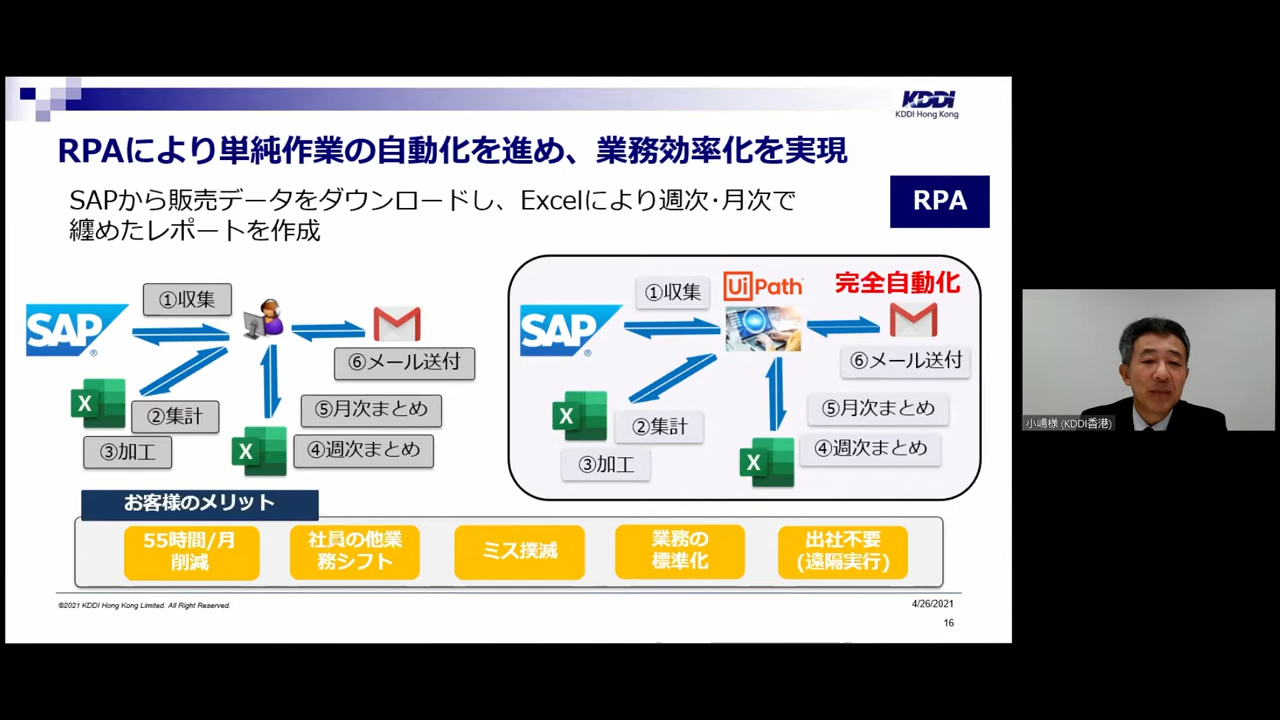 KDDI
KDDI Hong Kong
RPAにより単純作業の自動化を進め、業務効率化を実現
SAPから販売データをダウンロードし、Excelにより週次・月次で
纏めたレポートを作成
RPA
①収集
SAP
®
X
②集計
③加工
X
⑥メール送付
⑤月次まとめ
④週次まとめ
①収集
UiPath
完全自動化
SAP
®
X
②集計
③加工
X
⑥メール送付
⑤月次まとめ
④週次まとめ
お客様のメリット
55時間/月
削減
社員の他業
務シフト
ミス撲滅
業務の
標準化
出社不要
(遠隔実行)
©2021 KDDI Hong Kong Limited. All Right Reserved.
4/26/2021
16
小嶋様 (KDDI香港)